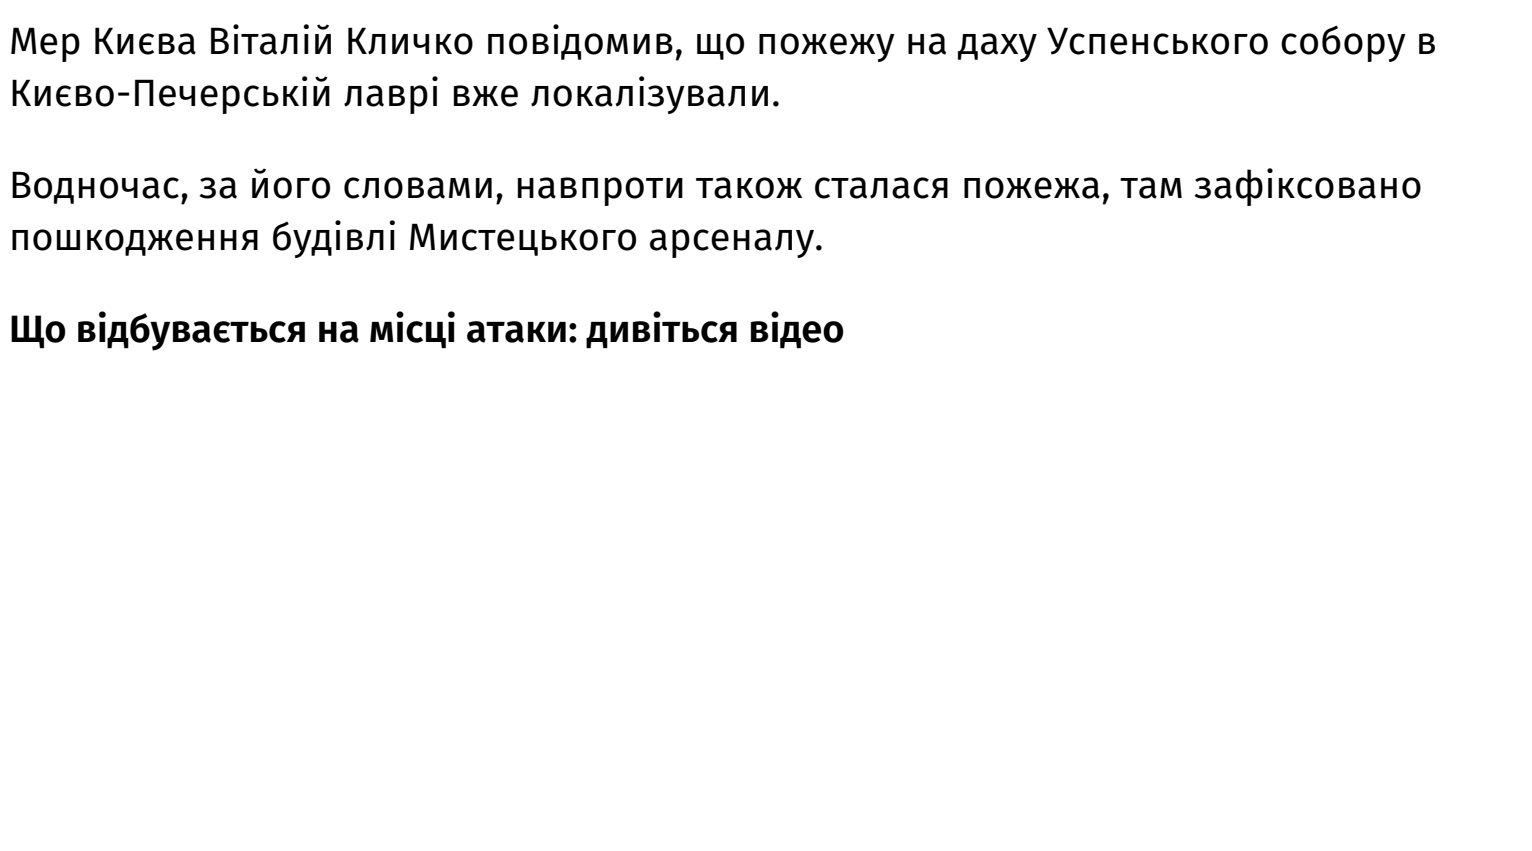 Мер Києва Віталій Кличко повідомив, що пожежу на даху Успенського собору в
Києво-Печерській лаврі вже локалізували.
Водночас, за його словами, навпроти також сталася пожежа, там зафіксовано
пошкодження будівлі Мистецького арсеналу.
Що відбувається на місці атаки: дивіться відео